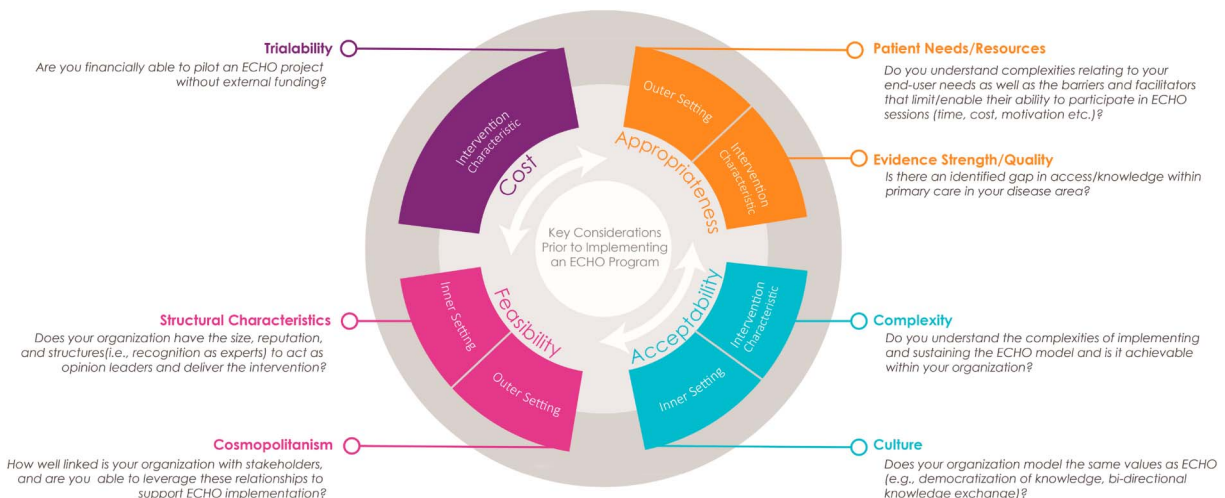 Trialability
Are you financially able to pilot an ECHO project
without external funding?
Patient Needs/Resources
Do you understand complexities relating to your
end-user needs as well as the barriers and facilitators
that limit/enable their ability to participate in ECHO
sessions (time, cost, motivation etc.)?
Evidence Strength/Quality
Is there an identified gap in access/knowledge within
primary care in your disease area?
Intervention
Characteristic
Cost
Outer Setting
Intervention
Characteristic
Appropriateness
Key Considerations
Prior to Implementing
an ECHO Program
Inner Setting
Outer Setting
Feasibility
Intervention
Characteristic
Inner Setting
Acceptability
Structural Characteristics
Does your organization have the size, reputation,
and structures(i.e., recognition as experts) to act as
opinion leaders and deliver the intervention?
Complexity
Do you understand the complexities of implementing
and sustaining the ECHO model and is it achievable
within your organization?
Cosmopolitanism
How well linked is your organization with stakeholders,
and are you able to leverage these relationships to
support ECHO implementation?
Culture
Does your organization model the same values as ECHO
(e.g., democratization of knowledge, bi-directional
knowledge exchange)?